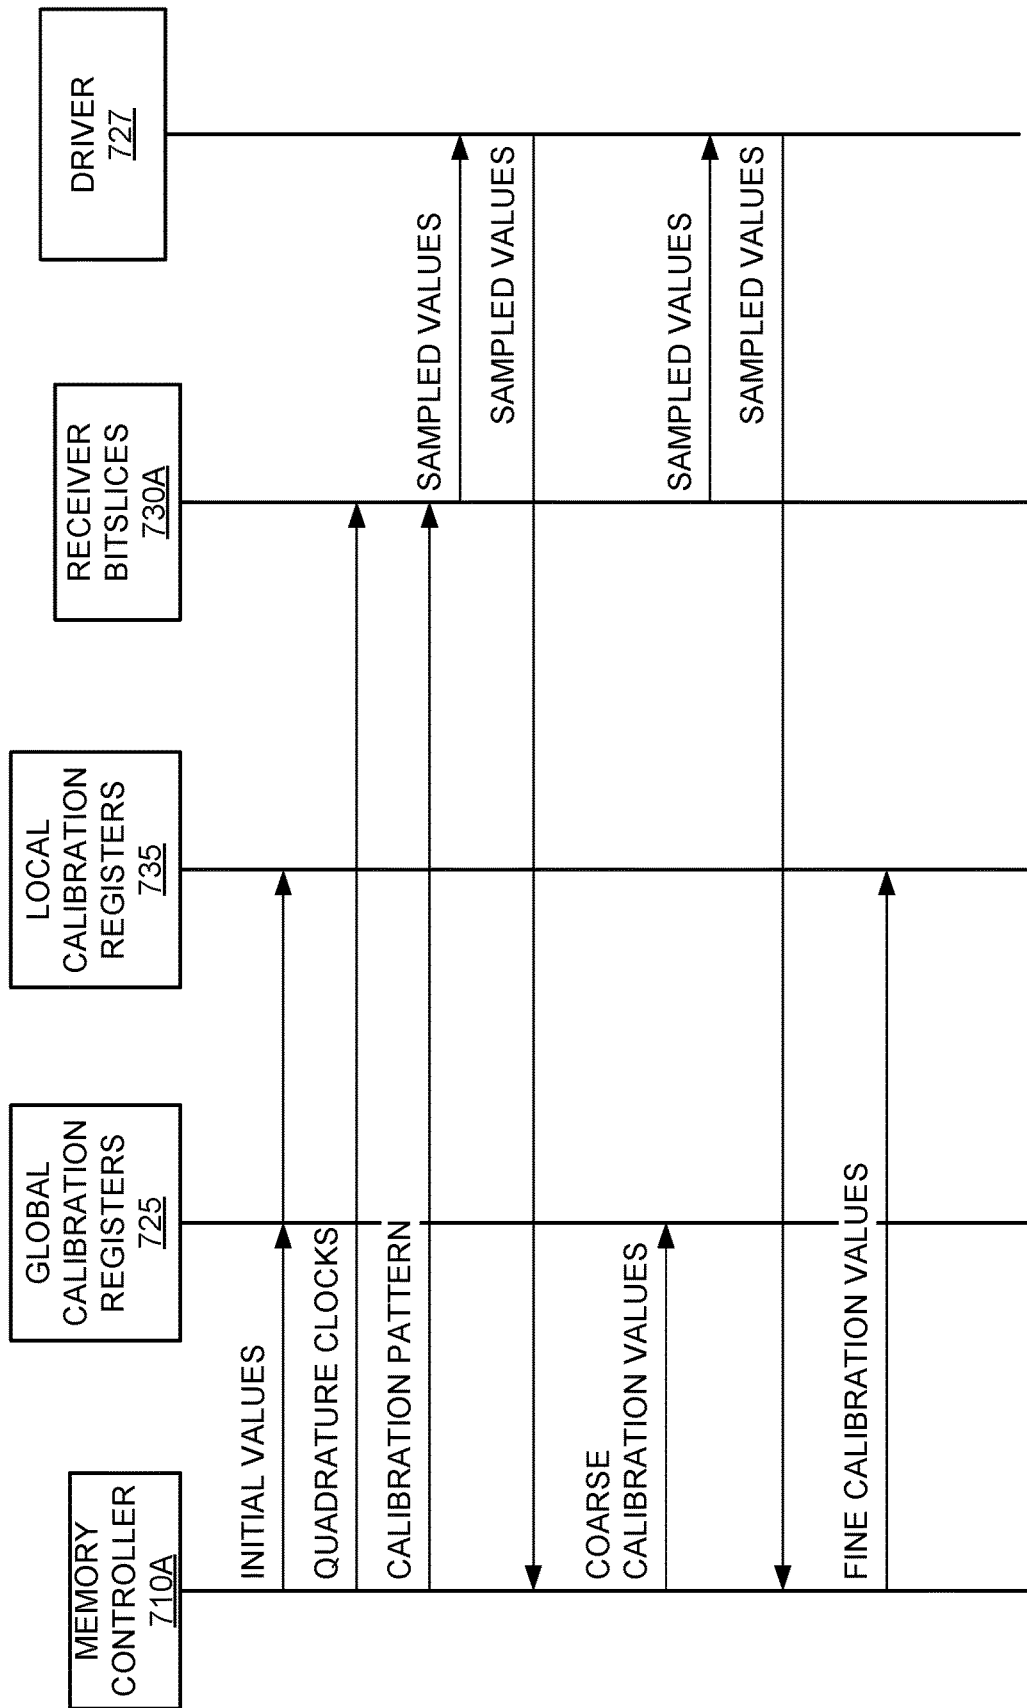 MEMORY
CONTROLLER
710A
GLOBAL
CALIBRATION
REGISTERS
725
LOCAL
CALIBRATION
REGISTERS
735
RECEIVER
BITSLICES
730A
DRIVER
727
INITIAL VALUES
QUADRATURE CLOCKS
CALIBRATION PATTERN
SAMPLED VALUES
SAMPLED VALUES
COARSE
CALIBRATION VALUES
SAMPLED VALUES
SAMPLED VALUES
FINE CALIBRATION VALUES